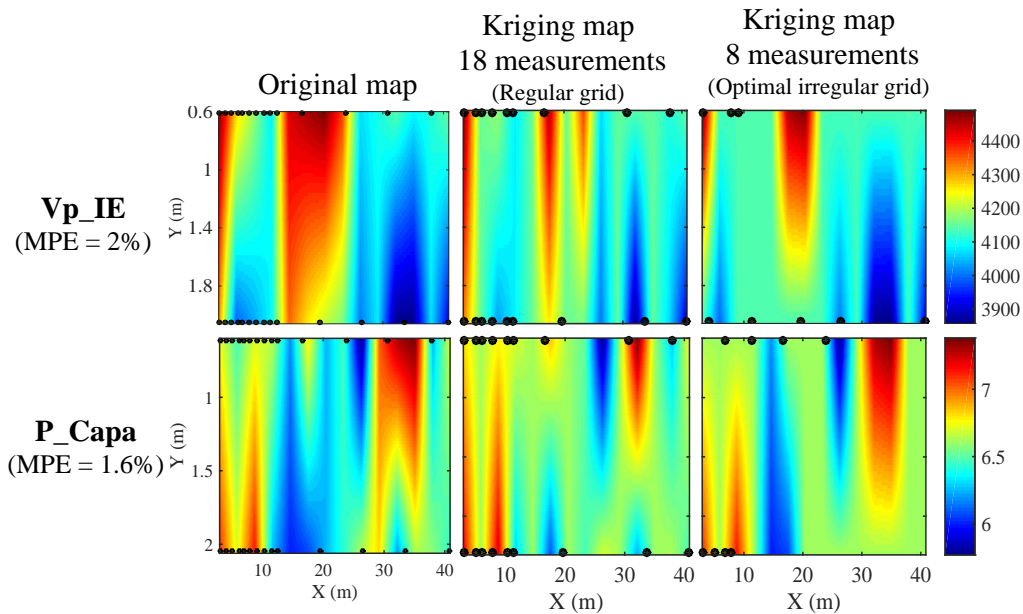 Original map
Kriging map
18 measurements
(Regular grid)
Kriging map
8 measurements
(Optimal irregular grid)
Vp_IE
(MPE = 2%)
Y (m)
0.6
1
1.4
1.8
4400
4300
4200
4100
4000
3900
P_Capa
(MPE = 1.6%)
Y (m)
1
1.5
2
7
6.5
6
10 20 30 40
X (m)
10 20 30 40
X (m)
10 20 30 40
X (m)